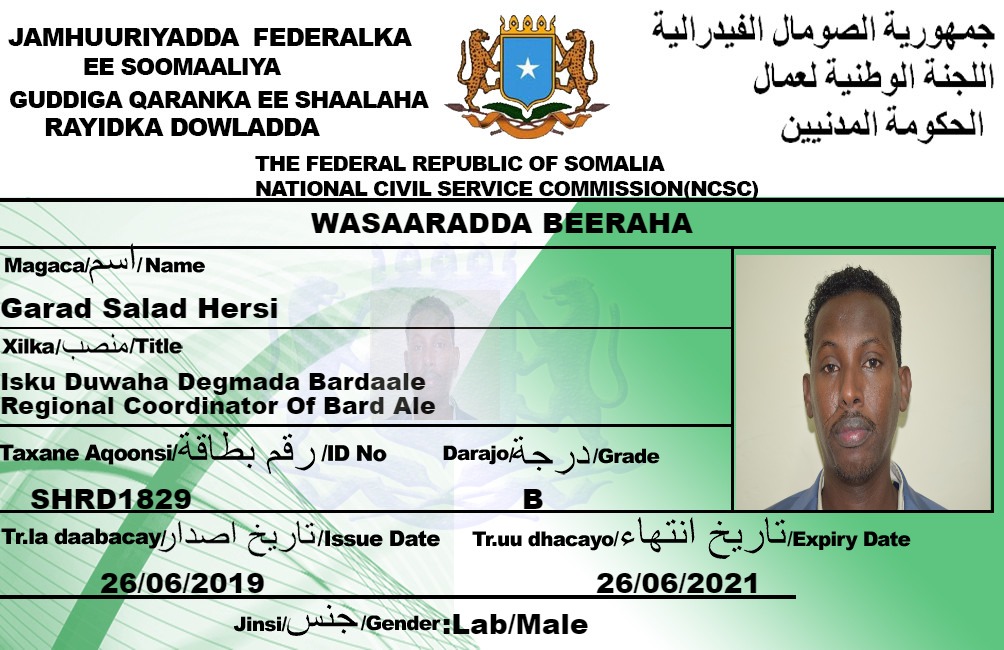 JAMHUURIYADDA FEDERALKA
EE SOOMAALIYA
GUDDIGA QARANKA EE SHAALAHA
RAYIDKA DOWLADDA
جمهورية الصومال الفيدرالية
اللجنة الوطنية لعمال
الحكومة المدنيين
THE FEDERAL REPUBLIC OF SOMALIA
NATIONAL CIVIL SERVICE COMMISSION(NCSC)
WASAARADDA BEERAHA
Magaca/اسم/Name
Garad Salad Hersi
Xilka/منصب/Title
Isku Duwaha Degmada Bardaale
Regional Coordinator Of Bard Ale
Taxane Aqoonsi/رقم بطاقة/ID No Darajo/درجة/Grade
SHRD1829 B
Tr.la daabacay/تاريخ اصدار/Issue Date Tr.uu dhacayo/تاريخ انتهاء/Expiry Date
26/06/2019 26/06/2021
Jinsi/جنس/Gender:Lab/Male